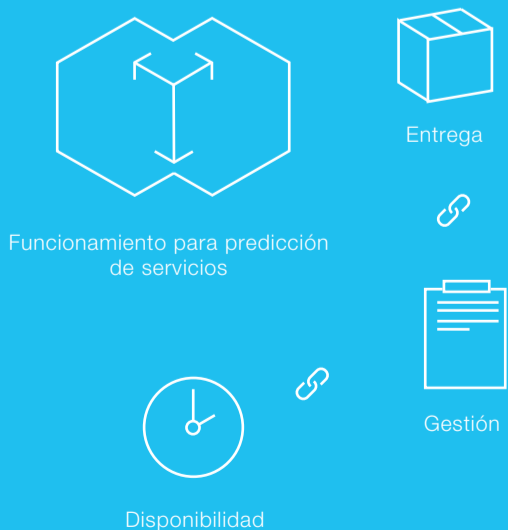 Entrega
Funcionamiento para predicción
de servicios
Gestión
Disponibilidad